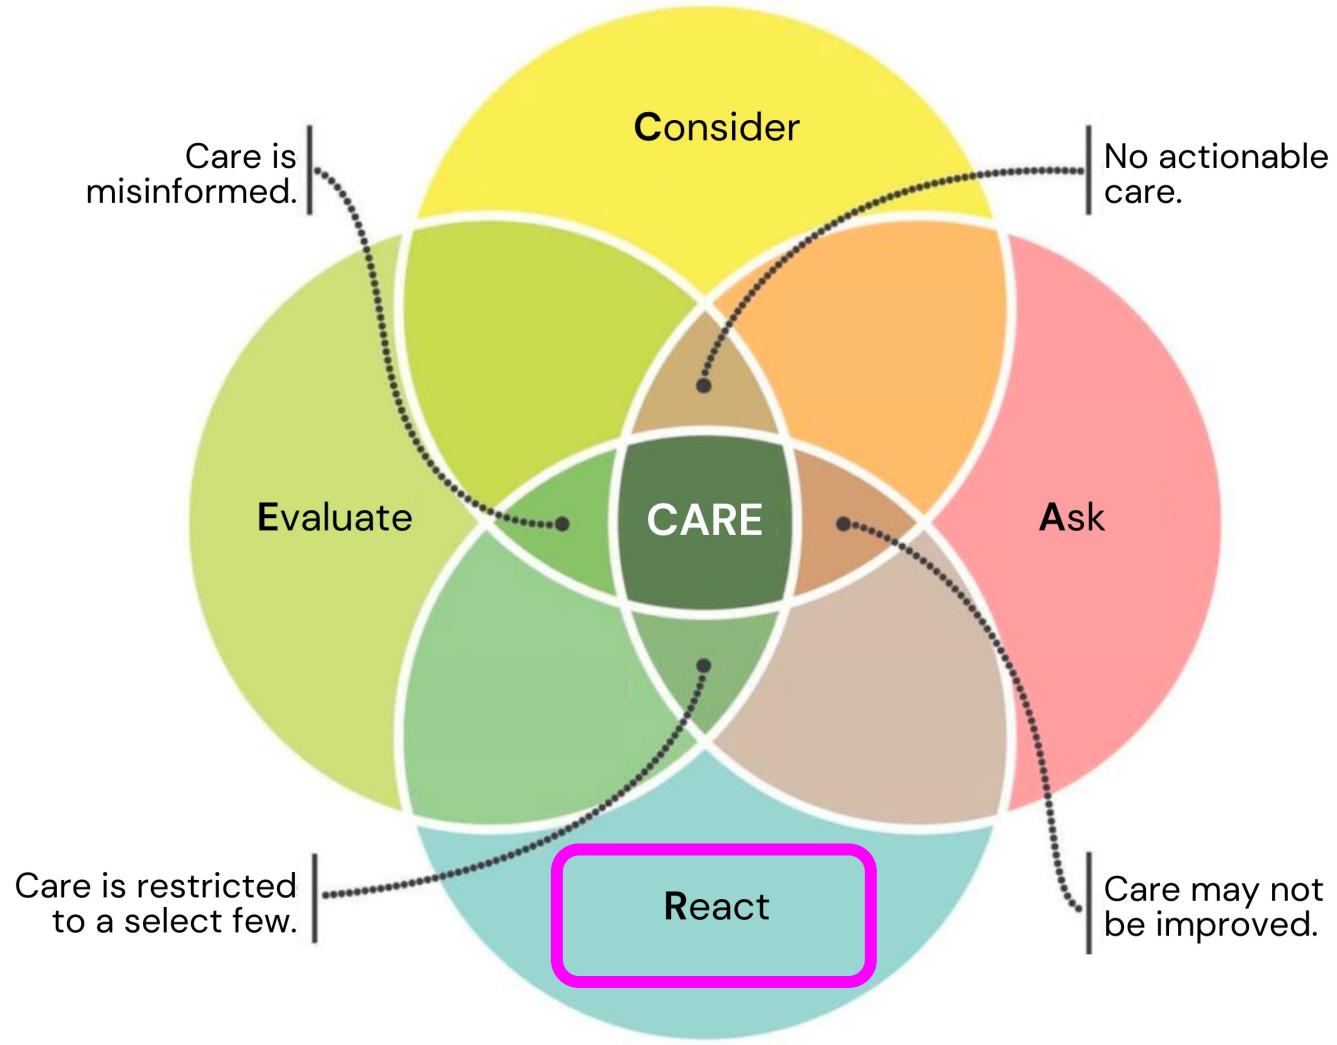 Consider
Care is
misinformed.
No actionable
care.
Evaluate
CARE
Ask
Care is restricted
to a select few.
React
Care may not
be improved.